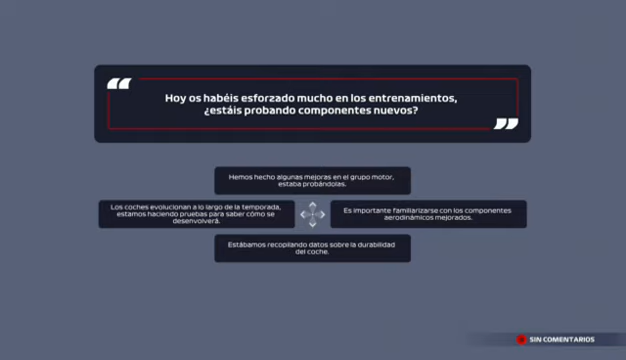 Hoy os habéis esforzado mucho en los entrenamientos,
¿estáis probando componentes nuevos?
Hemos hecho algunas mejoras en el grupo motor,
estaba probándolas.
Los coches evolucionan a lo largo de la temporada,
estamos haciendo pruebas para saber cómo se
desenvolverá.
Es importante familiarizarse con los componentes
aerodinámicos mejorados.
Estábamos recopilando datos sobre la durabilidad
del coche.
SIN COMENTARIOS